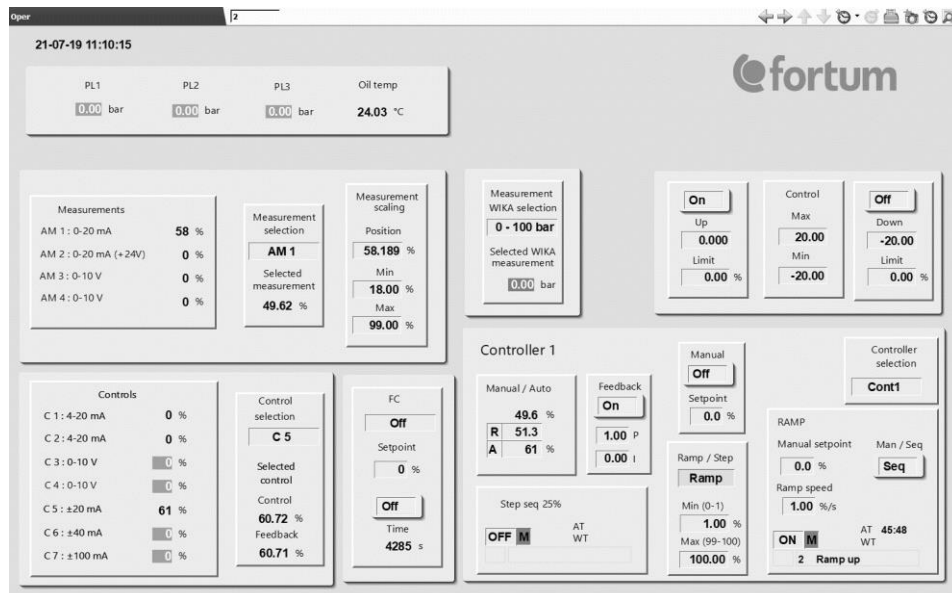 Oper
2
21-07-19 11:10:15
fortum
PL1 PL2 PL3 Oil temp
0.00 bar 0.00 bar 0.00 bar 24.03 °C
Measurements
AM 1 : 0-20 mA 58 %
AM 2 : 0-20 mA (+24V) 0 %
AM 3 : 0-10 V 0 %
AM 4 : 0-10 V 0 %
Measurement
selection
AM 1
Selected
measurement
49.62 %
Measurement
scaling
Position
58.189 %
Min
18.00 %
Max
99.00 %
Measurement
WIKA selection
0 - 100 bar
Selected WIKA
measurement
0.00 bar
On
Up
0.000
Limit
0.00 %
Control
Max
20.00
Min
-20.00
Off
Down
-20.00
Limit
0.00 %
Controls
C 1 : 4-20 mA 0 %
C 2 : 4-20 mA 0 %
C 3 : 0-10 V 0 %
C 4 : 0-10 V 0 %
C 5 : ±20 mA 61 %
C 6 : ±40 mA 0 %
C 7 : ±100 mA 0 %
Control
selection
C 5
Selected
control
Control
60.72 %
Feedback
60.71 %
FC
Off
Setpoint
0 %
Off
Time
4285 s
Controller 1
Manual / Auto
49.6 %
R 51.3
A 61 %
Feedback
On
1.00 P
0.00 I
Manual
Off
Setpoint
0.0 %
Controller
selection
Cont1
Step seq 25%
OFF M AT
WT
Ramp / Step
Ramp
Min (0-1)
1.00 %
Max (99-100)
100.00 %
RAMP
Manual setpoint Man / Seq
0.0 % Seq
Ramp speed
1.00 %/s
ON M AT 45:48
WT
2 Ramp up